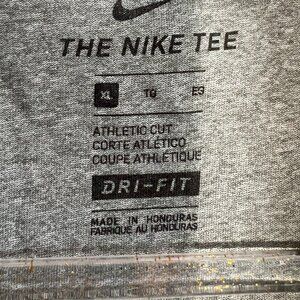 THE NIKE TEE
XL TG EG
ATHLETIC CUT
CORTE ATLÉTICO
COUPE ATHLÉTIQUE
DRI-FIT
MADE IN HONDURAS
FABRIQUÉ AU HONDURAS